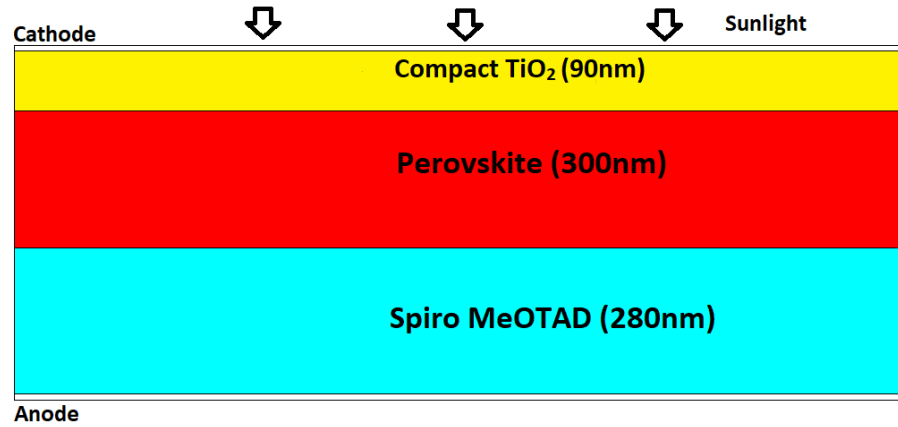 Cathode
Sunlight
Compact TiO₂ (90nm)
Perovskite (300nm)
Spiro MeOTAD (280nm)
Anode